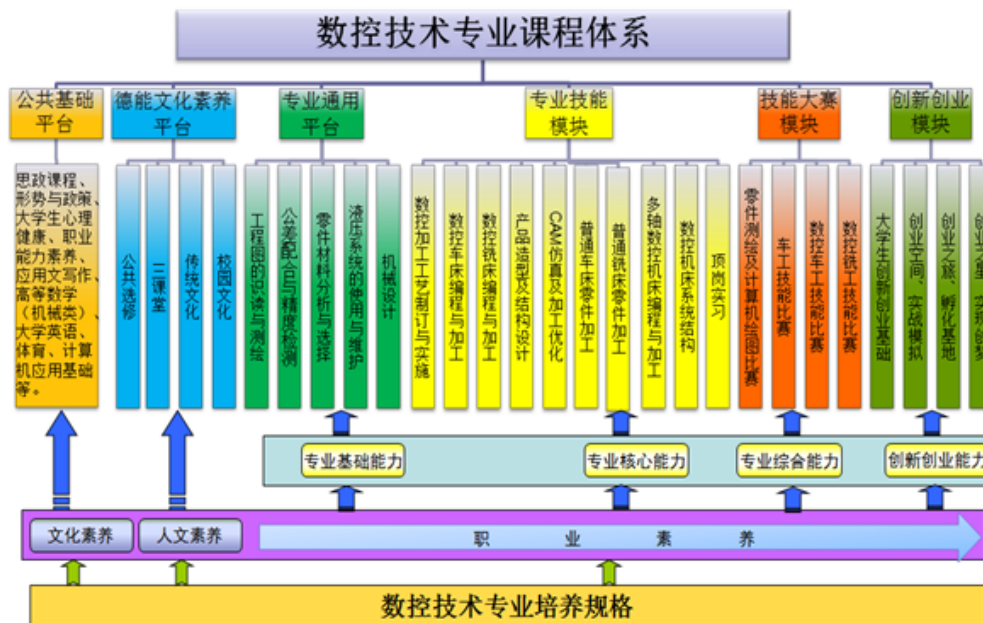 数控技术专业课程体系
公共基础
平台
德能文化素养
平台
专业通用
平台
专业技能
模块
技能大赛
模块
创新创业
模块
思政课程、
形势与政策、
大学生心理
健康、职业
能力素养、
应用文写作、
高等数学
（机械类）、
大学英语、
体育、计算
机应用基础
等。
公共选修
三课堂
传统文化
校园文化
工程图的识读与测绘
公差配合与精度检测
零件材料分析与选择
液压系统的使用与维护
机械设计
数控加工工艺制订与实施
数控车床编程与加工
数控铣床编程与加工
产品造型及结构设计
CAM仿真及加工优化
普通车床零件加工
普通铣床零件加工
多轴数控机床编程与加工
数控机床系统结构
顶岗实习
零件测绘及计算机绘图比赛
车工技能比赛
数控车工技能比赛
数控铣工技能比赛
大学生创新创业基础
创业空间、实战模拟
创业之旅、孵化基地
创业之星、实现创梦
专业基础能力
专业核心能力
专业综合能力
创新创业能力
文化素养
人文素养
职业素养
数控技术专业培养规格